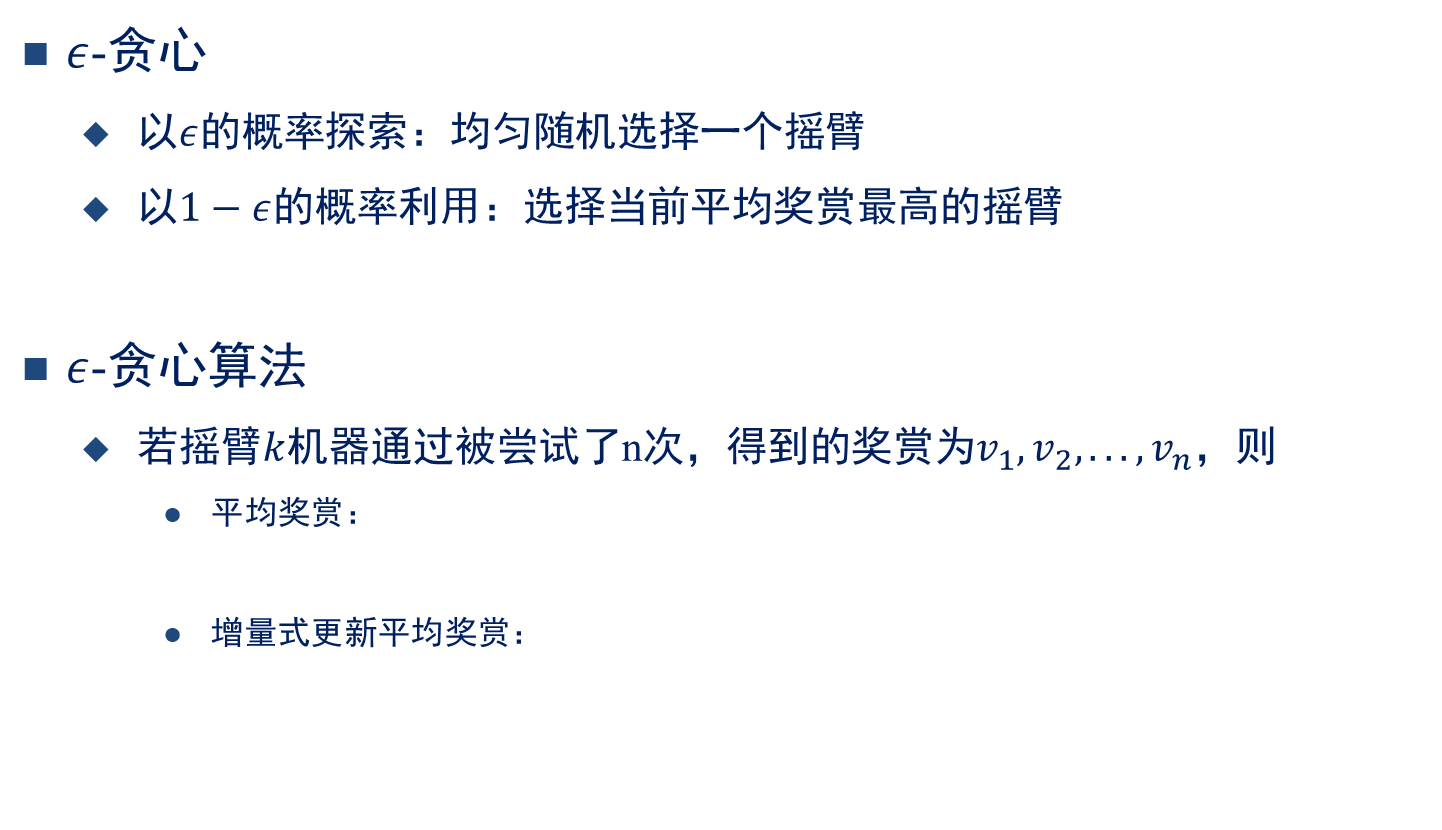 ϵ-贪心
以ϵ的概率探索：均匀随机选择一个摇臂
以1 − ϵ的概率利用：选择当前平均奖赏最高的摇臂
ϵ-贪心算法
若摇臂k机器通过被尝试了n次，得到的奖赏为v₁, v₂, . . . , vₙ，则
平均奖赏：
增量式更新平均奖赏：